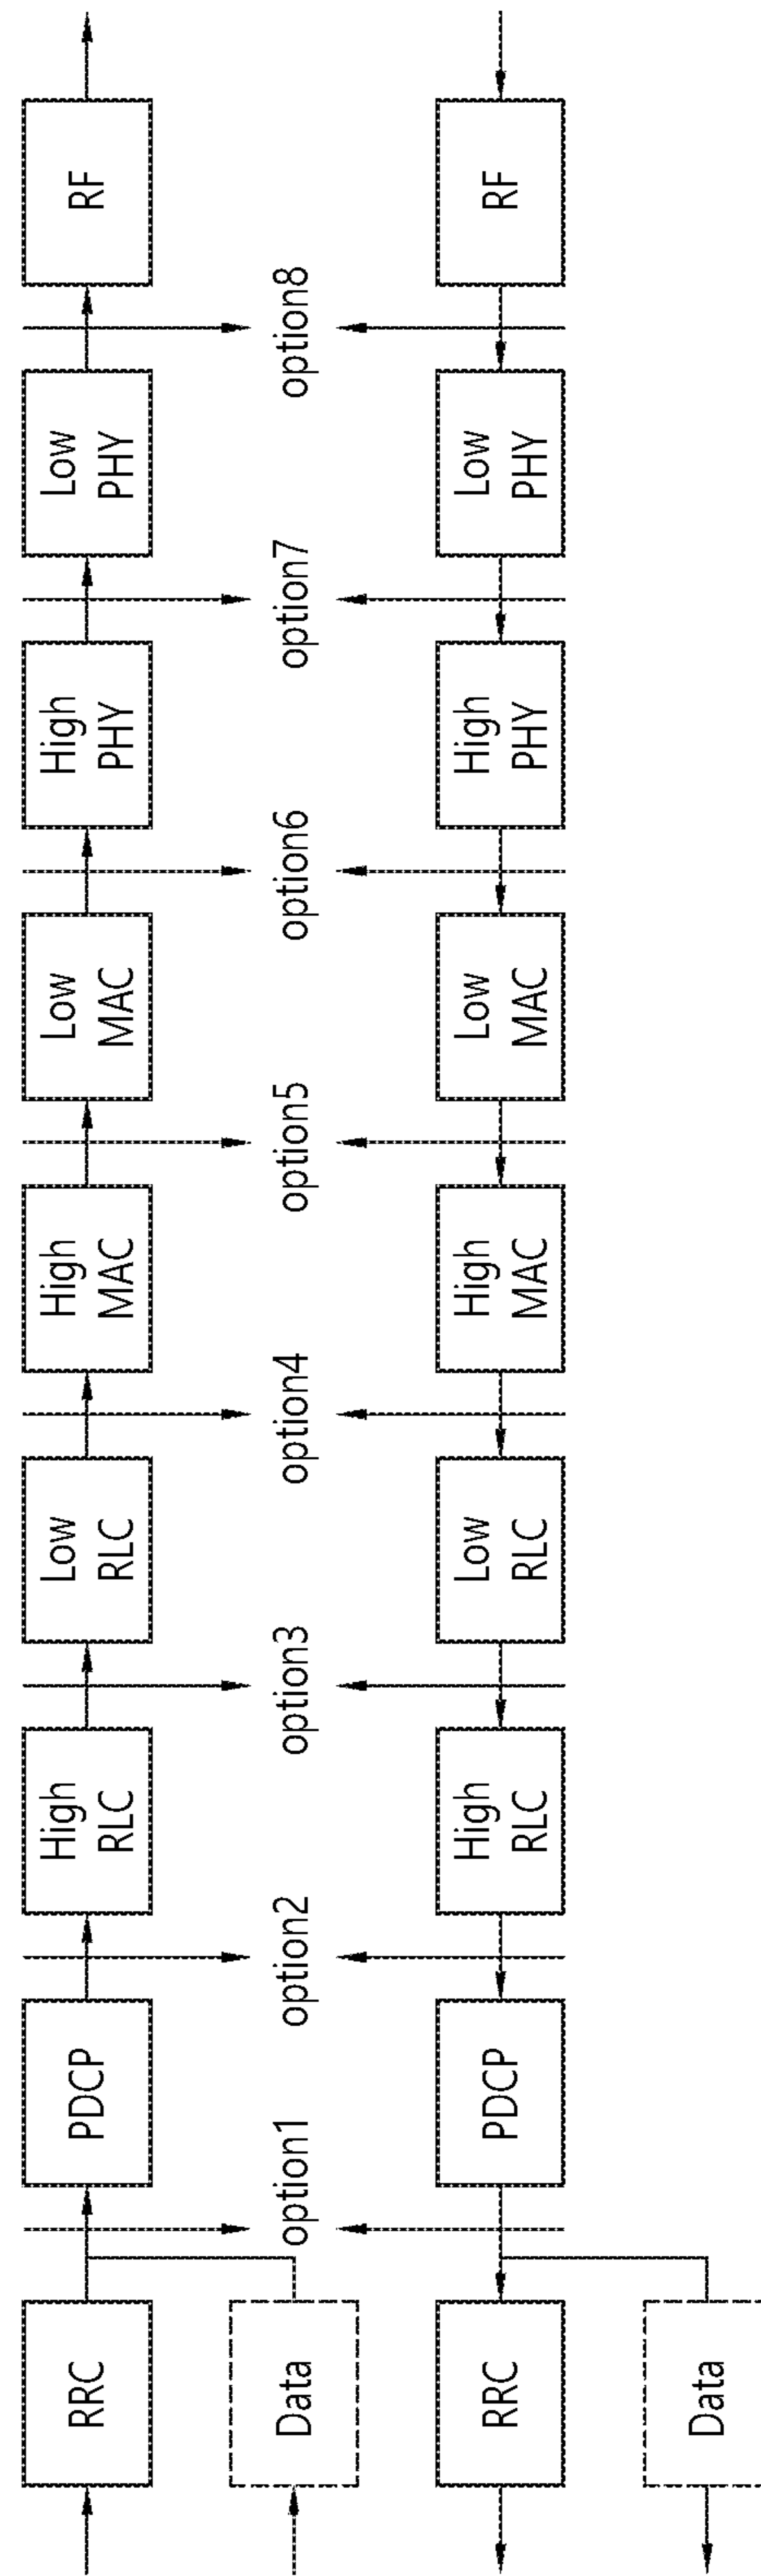 RRC
PDCP
High
RLC
Low
RLC
High
MAC
Low
MAC
High
PHY
Low
PHY
RF
Data
option1
option2
option3
option4
option5
option6
option7
option8
RRC
PDCP
High
RLC
Low
RLC
High
MAC
Low
MAC
High
PHY
Low
PHY
RF
Data